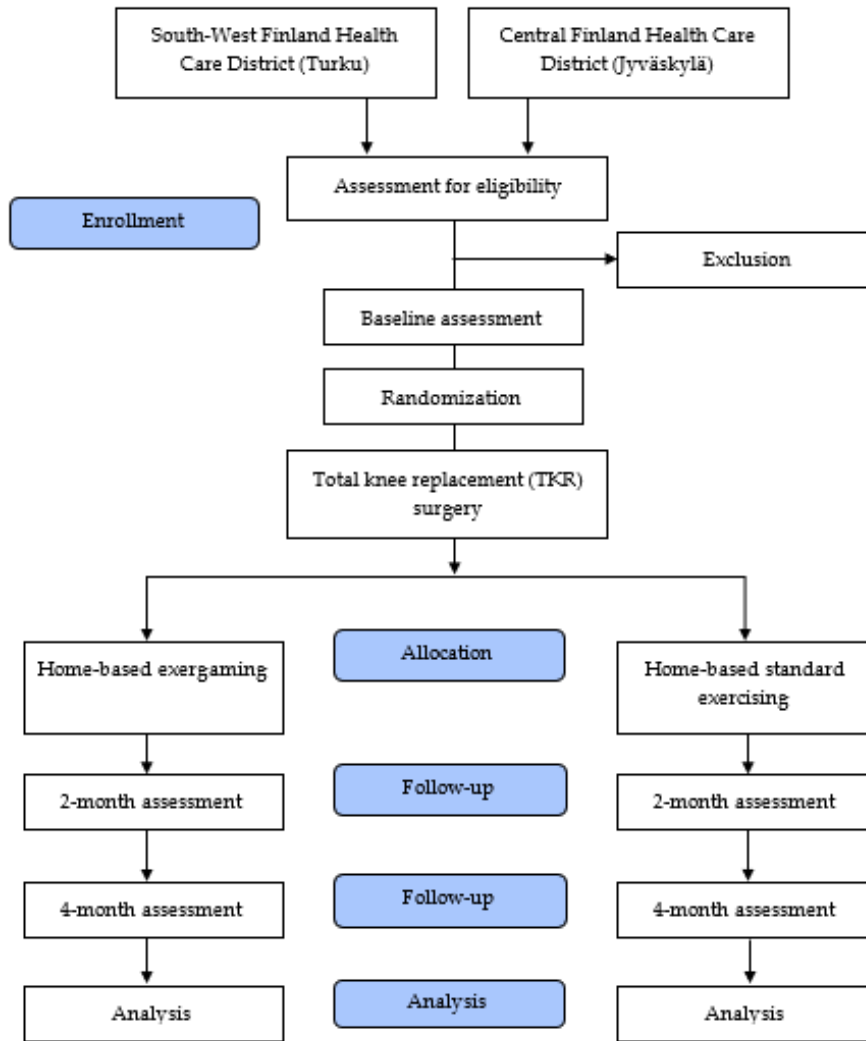 South-West Finland Health
Care District (Turku)
Central Finland Health Care
District (Jyväskylä)
Assessment for eligibility
Enrollment
Exclusion
Baseline assessment
Randomization
Total knee replacement (TKR)
surgery
Home-based exergaming
Allocation
Home-based standard
exercising
2-month assessment
Follow-up
2-month assessment
4-month assessment
Follow-up
4-month assessment
Analysis
Analysis
Analysis